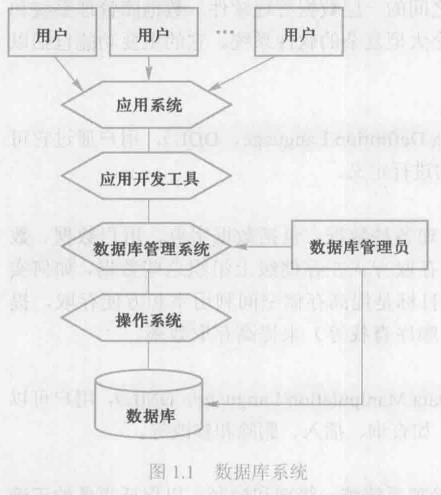 用户 用户 … 用户
应用系统
应用开发工具
数据库管理系统 数据库管理员
操作系统
数据库
图 1.1 数据库系统